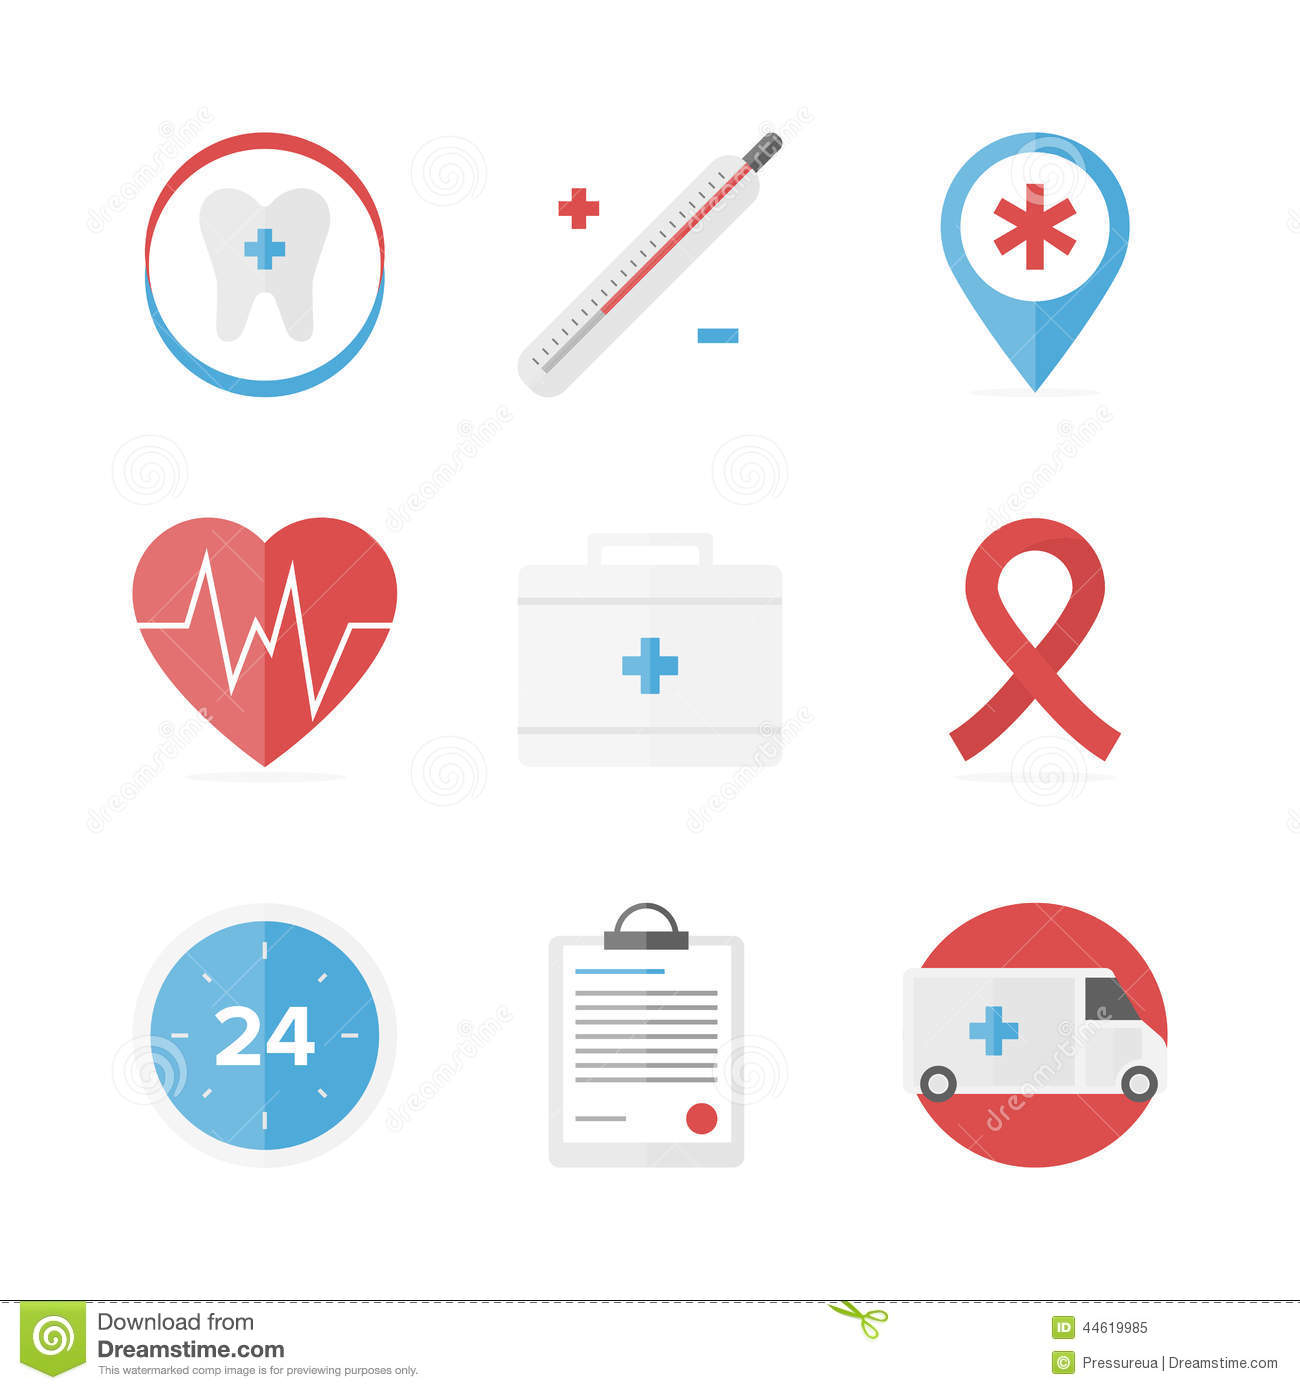 24
Download from
Dreamstime.com
This watermarked comp image is for previewing purposes only.
ID 44619985
© Pressureua | Dreamstime.com
dreamstime